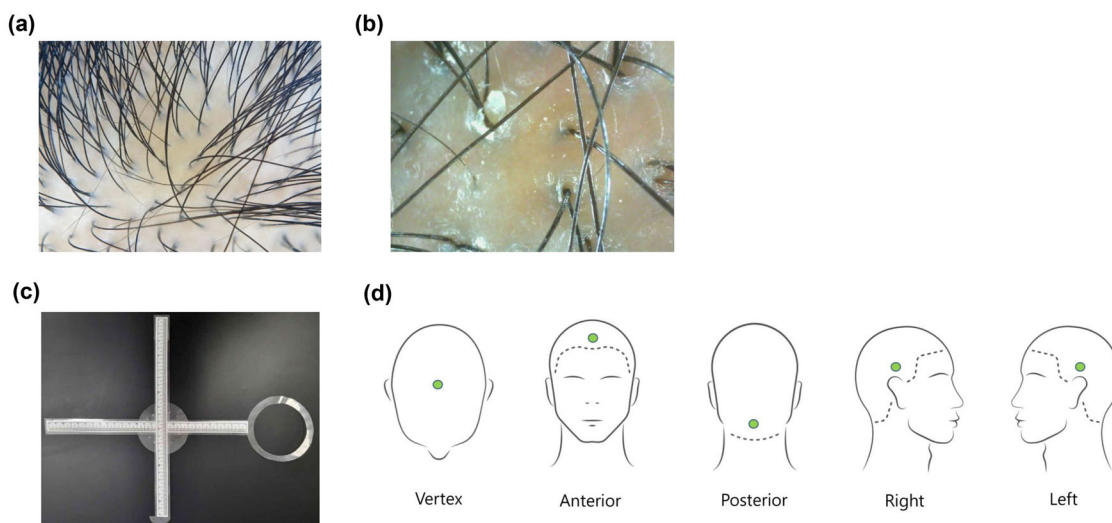 (a)
(b)
(c)
(d)
Vertex
Anterior
Posterior
Right
Left